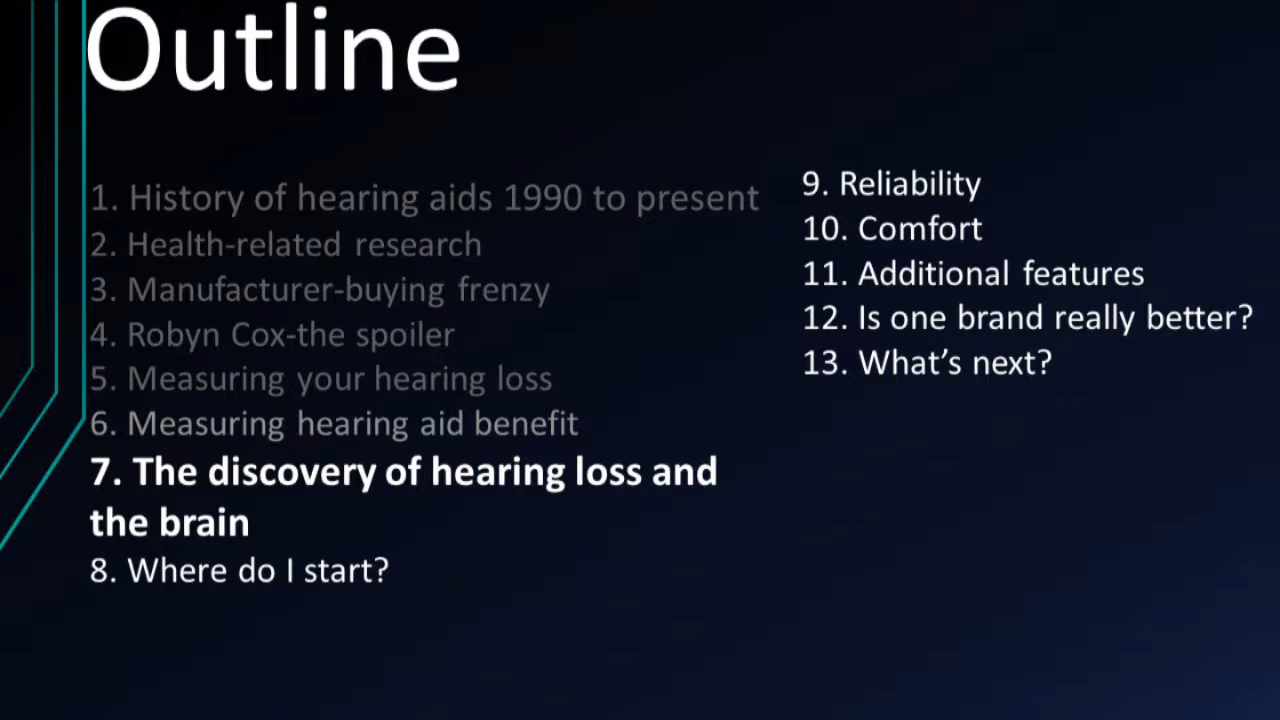 Outline
1. History of hearing aids 1990 to present
2. Health-related research
3. Manufacturer-buying frenzy
4. Robyn Cox-the spoiler
5. Measuring your hearing loss
6. Measuring hearing aid benefit
7. The discovery of hearing loss and
the brain
8. Where do I start?
9. Reliability
10. Comfort
11. Additional features
12. Is one brand really better?
13. What’s next?